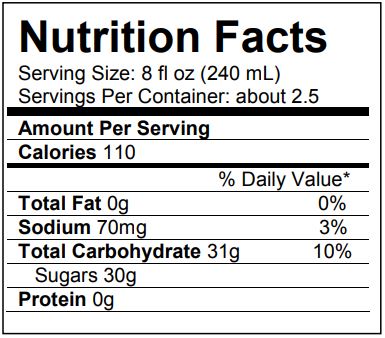 Nutrition Facts
Serving Size: 8 fl oz (240 mL)
Servings Per Container: about 2.5
Amount Per Serving
Calories 110
% Daily Value*
Total Fat 0g 0%
Sodium 70mg 3%
Total Carbohydrate 31g 10%
Sugars 30g
Protein 0g